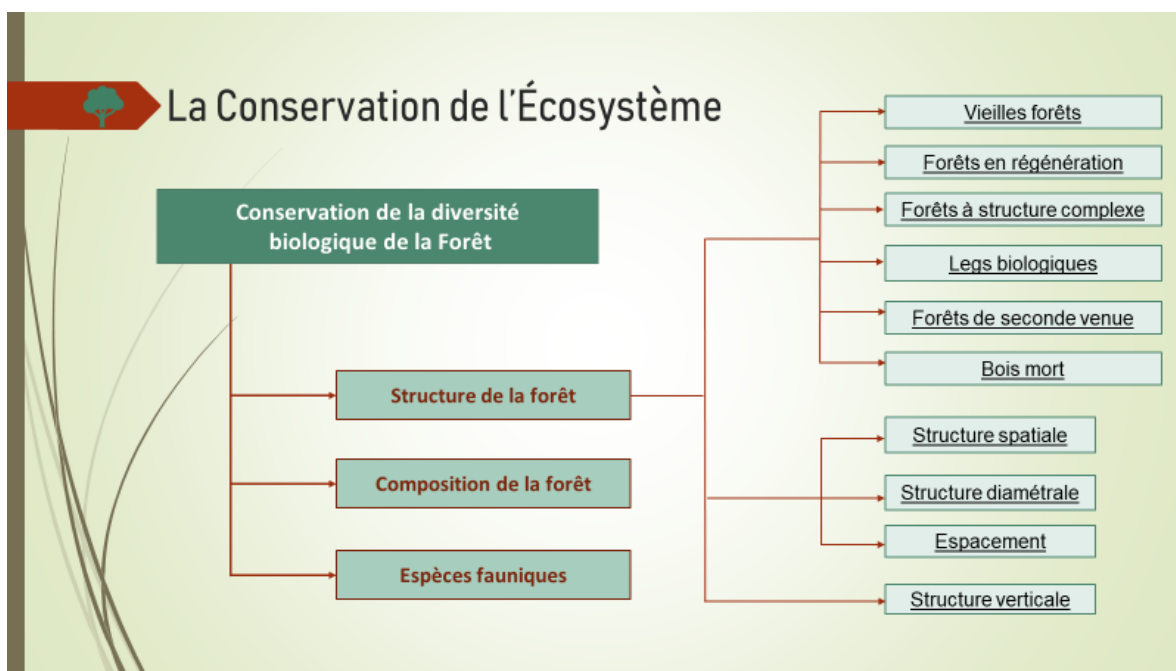 La Conservation de l'Écosystème
Conservation de la diversité
biologique de la Forêt
Structure de la forêt
Composition de la forêt
Espèces fauniques
Vieilles forêts
Forêts en régénération
Forêts à structure complexe
Legs biologiques
Forêts de seconde venue
Bois mort
Structure spatiale
Structure diamétrale
Espacement
Structure verticale